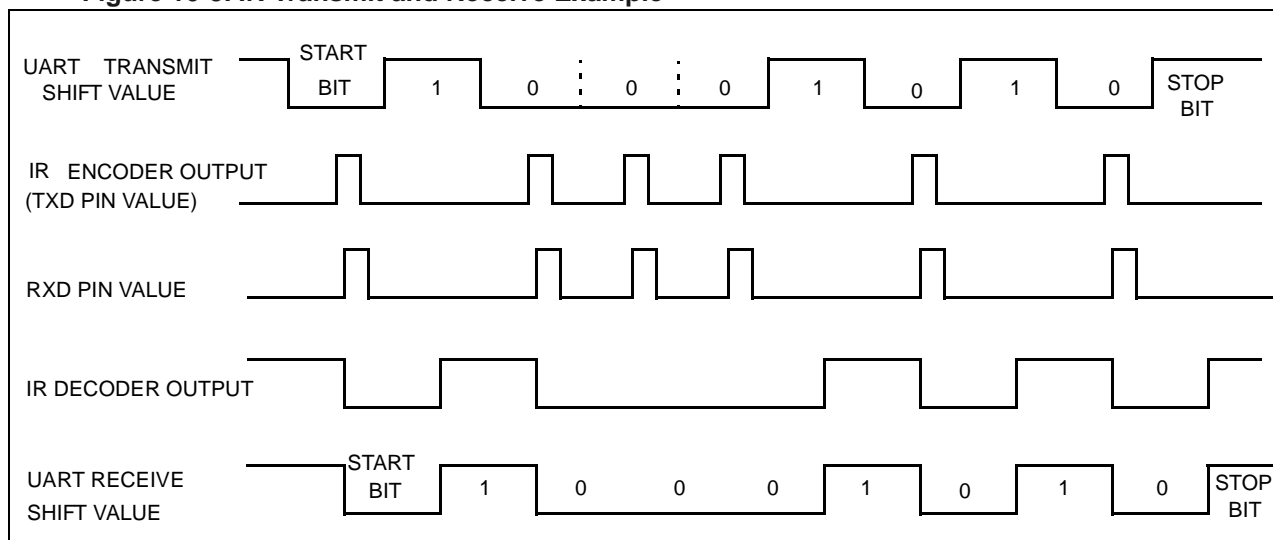 START
UART TRANSMIT
SHIFT VALUE
BIT 1 0 0 0 1 0 1 0 STOP
BIT
IR ENCODER OUTPUT
(TXD PIN VALUE)
RXD PIN VALUE
IR DECODER OUTPUT
START
UART RECEIVE
SHIFT VALUE
BIT 1 0 0 0 1 0 1 0 STOP
BIT